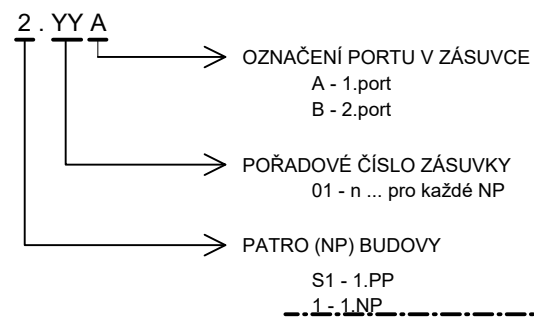 2 . YY A
OZNAČENÍ PORTU V ZÁSUVCE
A - 1.port
B - 2.port
POŘADOVÉ ČÍSLO ZÁSUVKY
01 - n ... pro každé NP
PATRO (NP) BUDOVY
S1 - 1.PP
1 - 1.NP